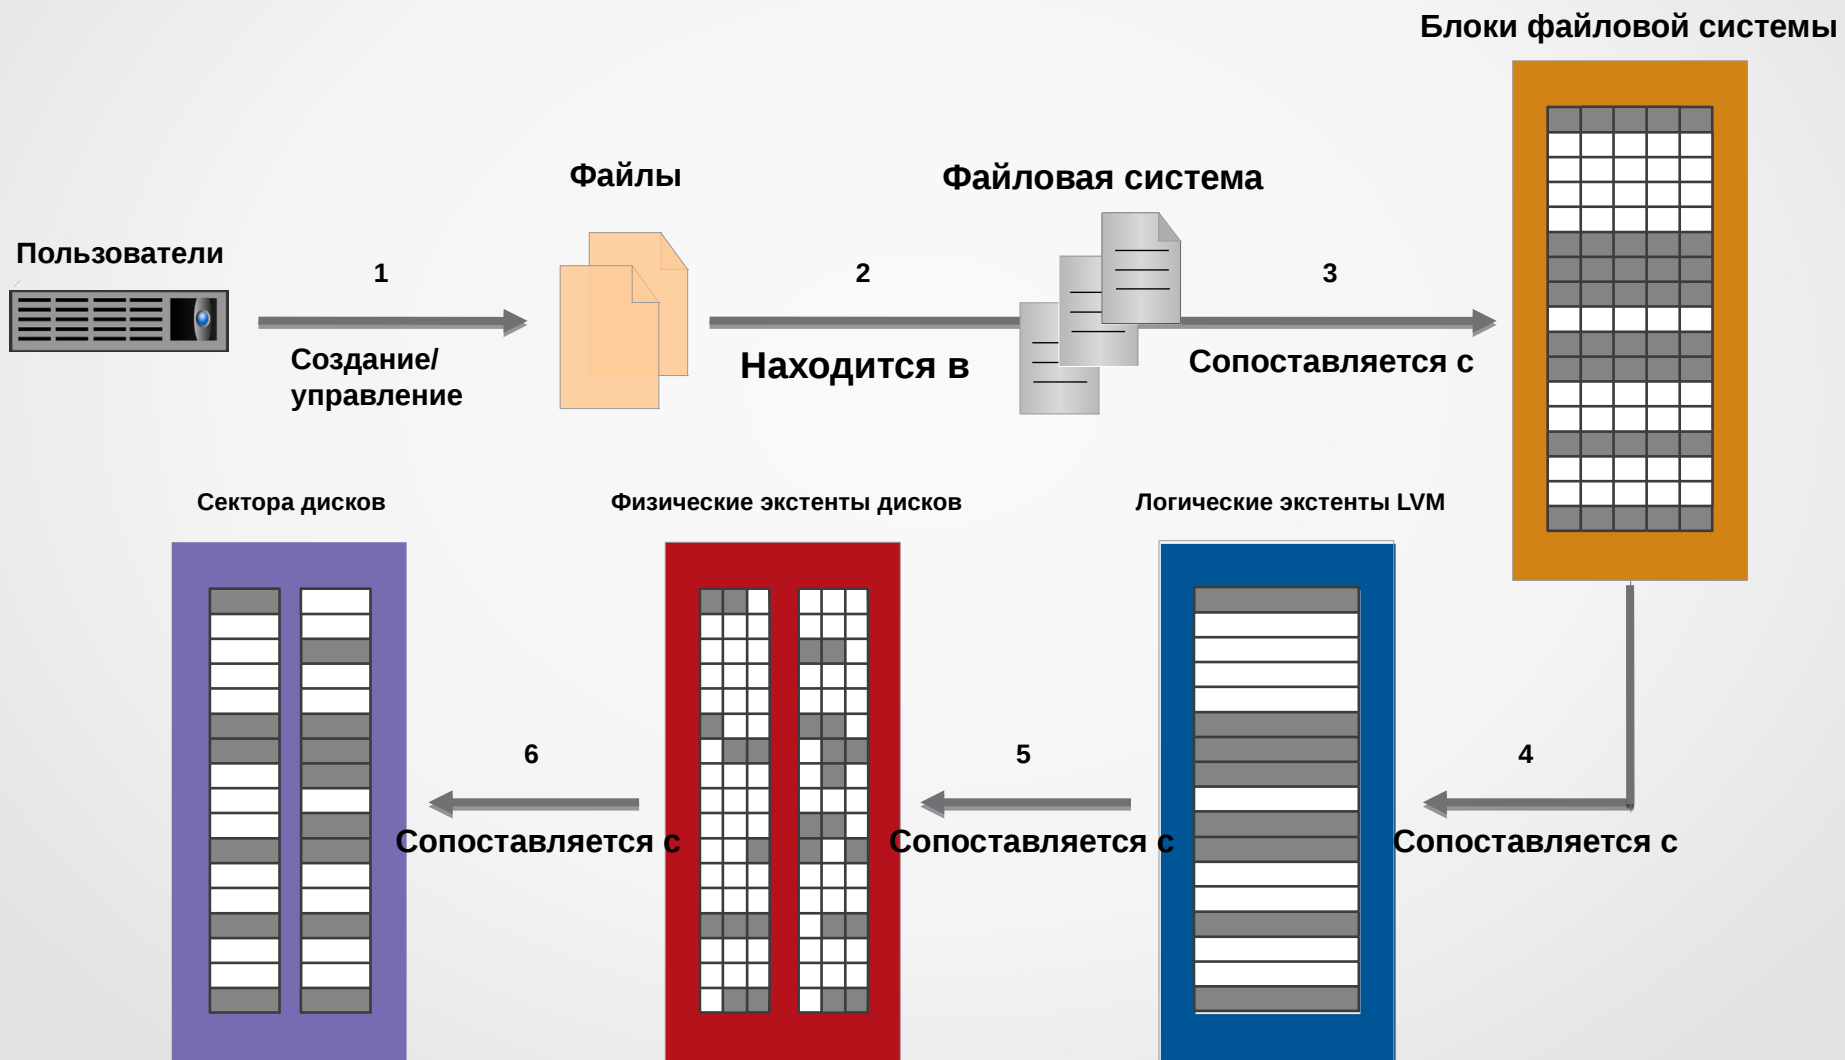 Блоки файловой системы
Файлы
Файловая система
Пользователи
1
2
3
Создание/
управление
Находится в
Сопоставляется с
Сектора дисков
Физические экстенты дисков
Логические экстенты LVM
6
5
4
Сопоставляется с
Сопоставляется с
Сопоставляется с